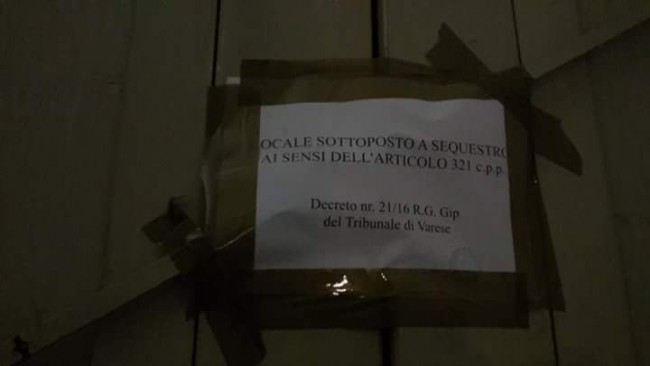 OCALE SOTTOPOSTO A SEQUESTRO
AI SENSI DELL'ARTICOLO 321 c.p.p.
Decreto nr. 21/16 R.G. Gip
del Tribunale di Varese